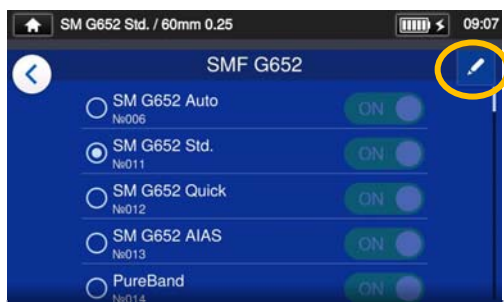 SM G652 Std. / 60mm 0.25 09:07
SMF G652
SM G652 Auto ON
№006
SM G652 Std. ON
№011
SM G652 Quick ON
№012
SM G652 AIAS ON
№013
PureBand ON
№014